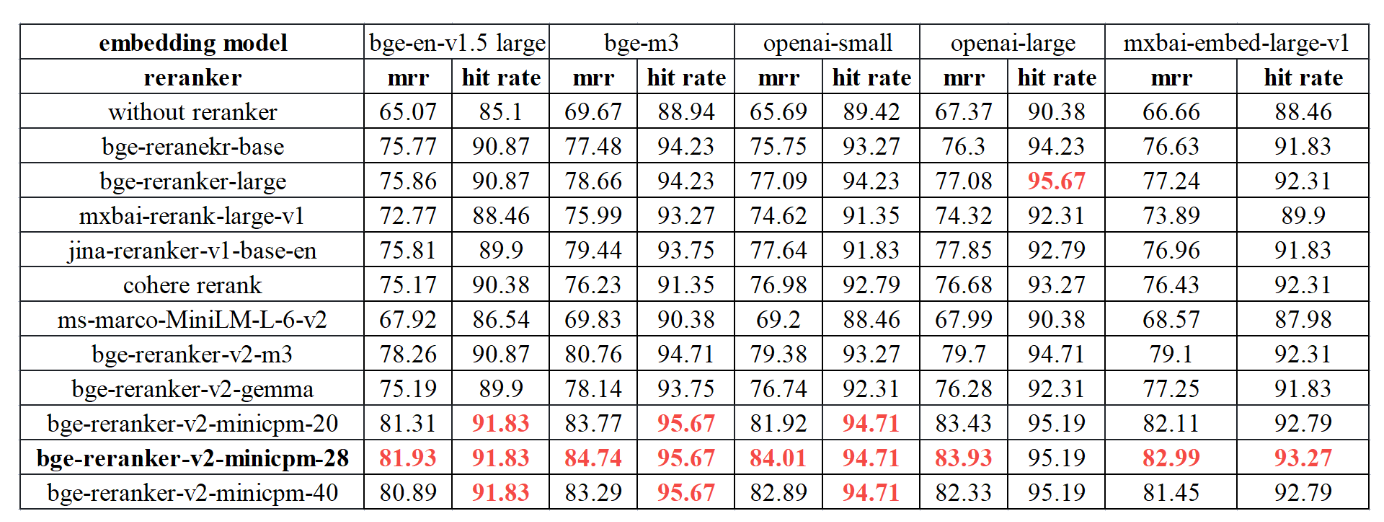 embedding model bge-en-v1.5 large bge-m3 openai-small openai-large mxbai-embed-large-v1
reranker mrr hit rate mrr hit rate mrr hit rate mrr hit rate mrr hit rate
without reranker 65.07 85.1 69.67 88.94 65.69 89.42 67.37 90.38 66.66 88.46
bge-reranekr-base 75.77 90.87 77.48 94.23 75.75 93.27 76.3 94.23 76.63 91.83
bge-reranker-large 75.86 90.87 78.66 94.23 77.09 94.23 77.08 95.67 77.24 92.31
mxbai-rerank-large-v1 72.77 88.46 75.99 93.27 74.62 91.35 74.32 92.31 73.89 89.9
jina-reranker-v1-base-en 75.81 89.9 79.44 93.75 77.64 91.83 77.85 92.79 76.96 91.83
cohere rerank 75.17 90.38 76.23 91.35 76.98 92.79 76.68 93.27 76.43 92.31
ms-marco-MiniLM-L-6-v2 67.92 86.54 69.83 90.38 69.2 88.46 67.99 90.38 68.57 87.98
bge-reranker-v2-m3 78.26 90.87 80.76 94.71 79.38 93.27 79.7 94.71 79.1 92.31
bge-reranker-v2-gemma 75.19 89.9 78.14 93.75 76.74 92.31 76.28 92.31 77.25 91.83
bge-reranker-v2-minicpm-20 81.31 91.83 83.77 95.67 81.92 94.71 83.43 95.19 82.11 92.79
bge-reranker-v2-minicpm-28 81.93 91.83 84.74 95.67 84.01 94.71 83.93 95.19 82.99 93.27
bge-reranker-v2-minicpm-40 80.89 91.83 83.29 95.67 82.89 94.71 82.33 95.19 81.45 92.79